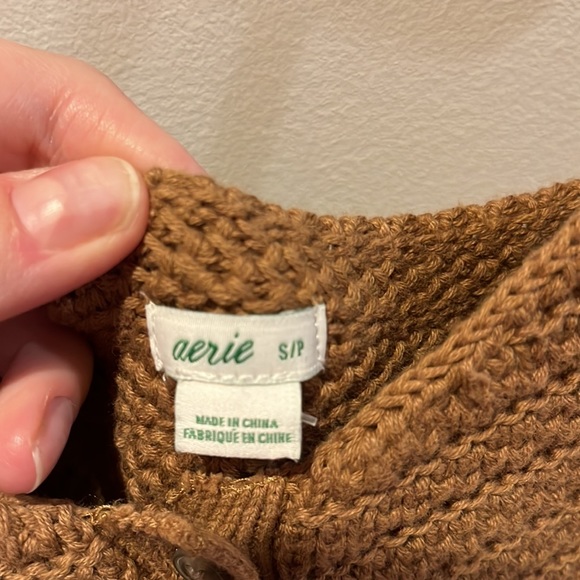 aerie S/P
MADE IN CHINA
FABRIQUÉ EN CHINE